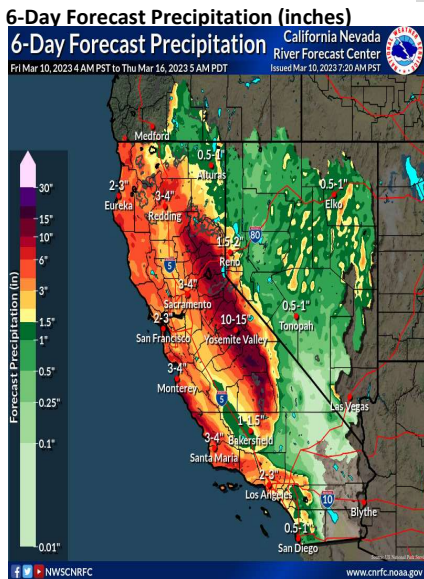 6-Day Forecast Precipitation (inches)
6-Day Forecast Precipitation
California Nevada
River Forecast Center
Fri Mar 10, 2023 4 AM PST to Thu Mar 16, 2023 5 AM PDT
Issued Mar 10, 2023 7:20 AM PST
Medford
0.5-1"
Alturas
2-3"
Eureka
3-4"
Redding
0.5-1"
Elko
80
1.5-2"
Reno
5
3-4"
Sacramento
2-3"
San Francisco
10-15"
Yosemite Valley
0.5-1"
Tonopah
3-4"
Monterey
5
Las Vegas
1-1.5"
Bakersfield
3-4"
Santa Maria
2-3"
Los Angeles
10
Blythe
0.5-1"
San Diego
Forecast Precipitation (in)
30"
15"
10"
6"
3"
1.5"
1"
0.5"
0.25"
0.1"
0.01"
Source: US National Park Service
NWSCNRFC
www.cnrfc.noaa.gov